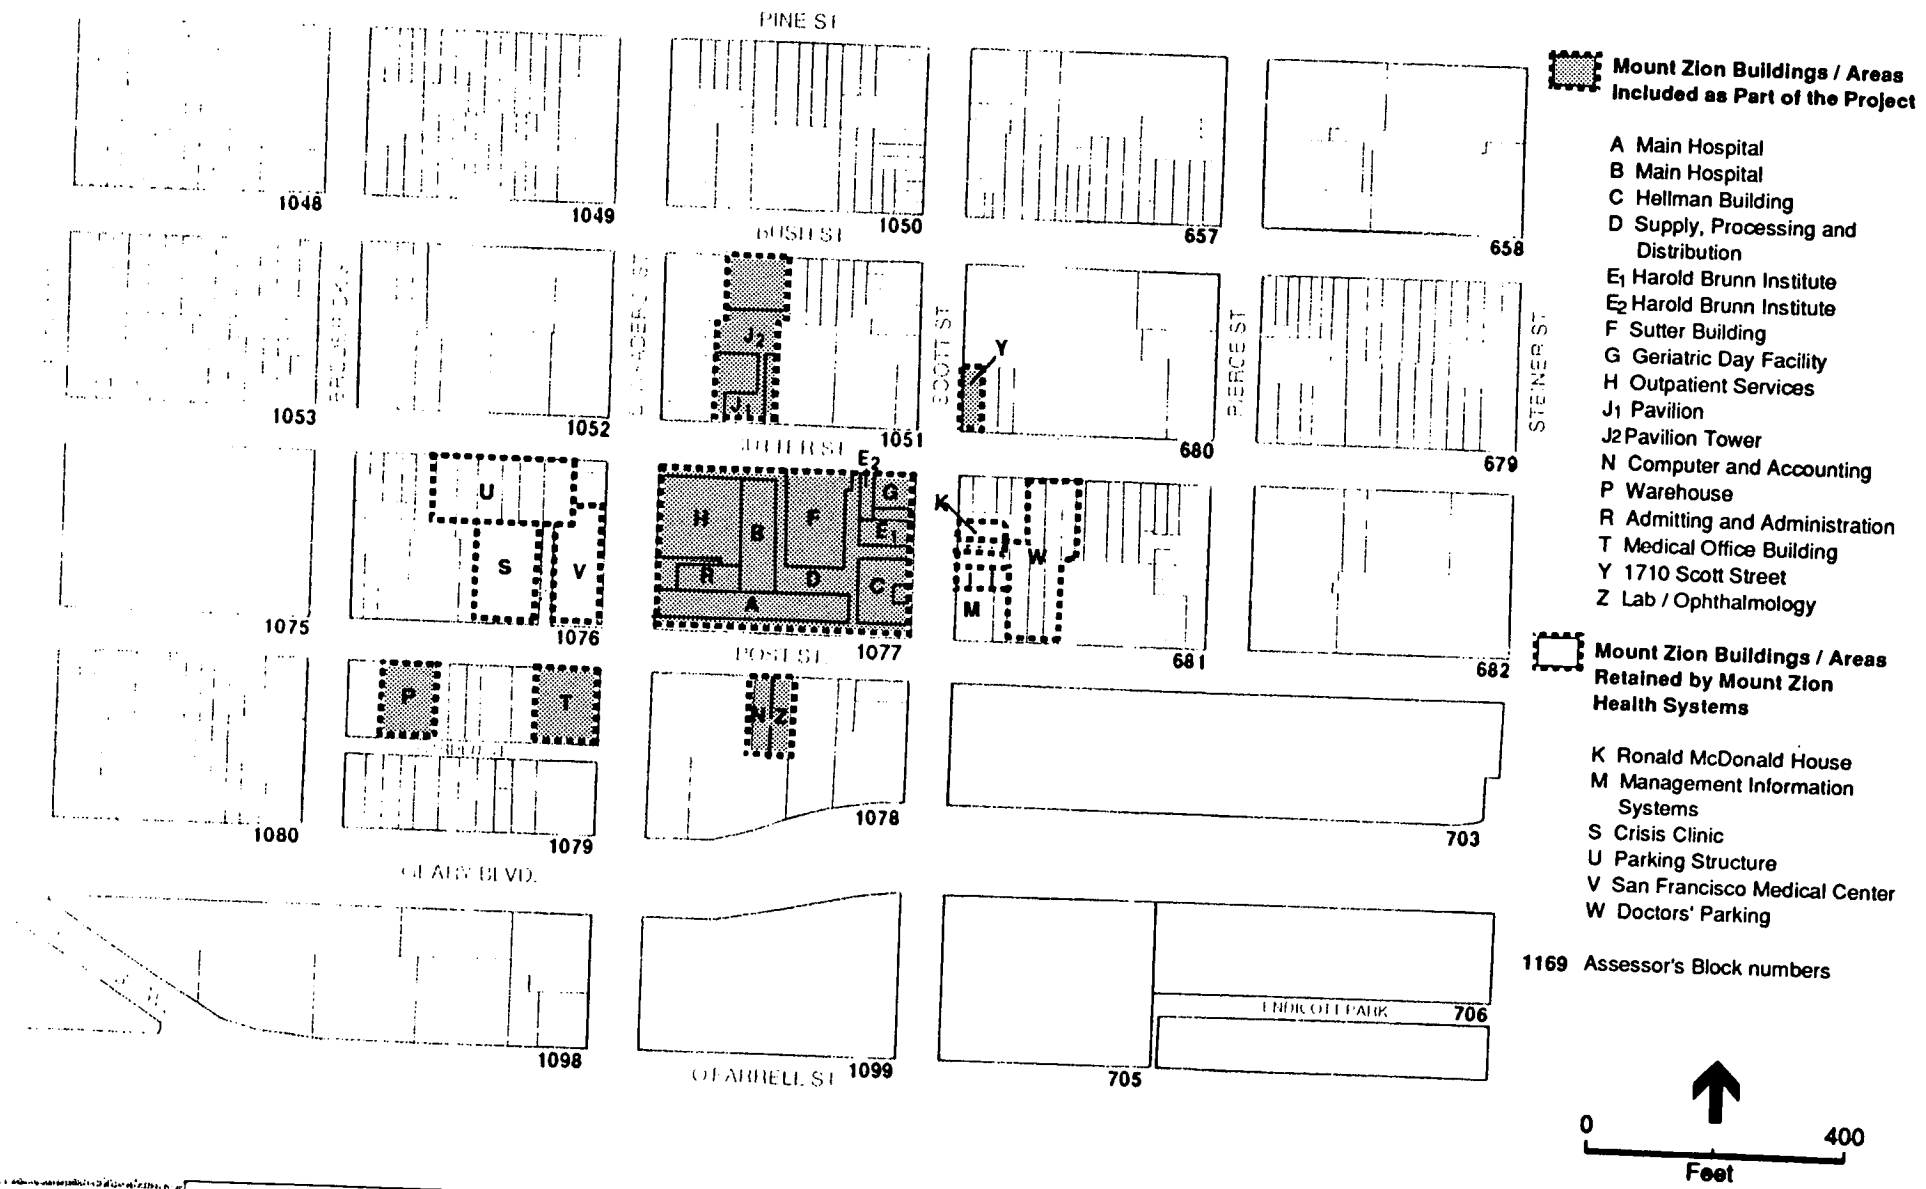 PINE ST
1048
1049
1050
657
658
BUSH ST
SCOTT ST
PIERCE ST
STEINER ST
J2
J1
Y
1053
1052
1051
680
679
SUTTER ST
U
S
V
H
B
F
E2
G
E1
R
D
C
A
K
W
M
1075
1076
1077
681
682
POST ST
P
T
N
Z
1080
1079
1078
703
GEARY BLVD.
1098
1099
705
706
ENDICOTT PARK
O'FARRELL ST
Mount Zion Buildings / Areas
Included as Part of the Project
A Main Hospital
B Main Hospital
C Hellman Building
D Supply, Processing and
Distribution
E1 Harold Brunn Institute
E2 Harold Brunn Institute
F Sutter Building
G Geriatric Day Facility
H Outpatient Services
J1 Pavilion
J2 Pavilion Tower
N Computer and Accounting
P Warehouse
R Admitting and Administration
T Medical Office Building
Y 1710 Scott Street
Z Lab / Ophthalmology
Mount Zion Buildings / Areas
Retained by Mount Zion
Health Systems
K Ronald McDonald House
M Management Information
Systems
S Crisis Clinic
U Parking Structure
V San Francisco Medical Center
W Doctors' Parking
1169 Assessor's Block numbers
0 400
Feet